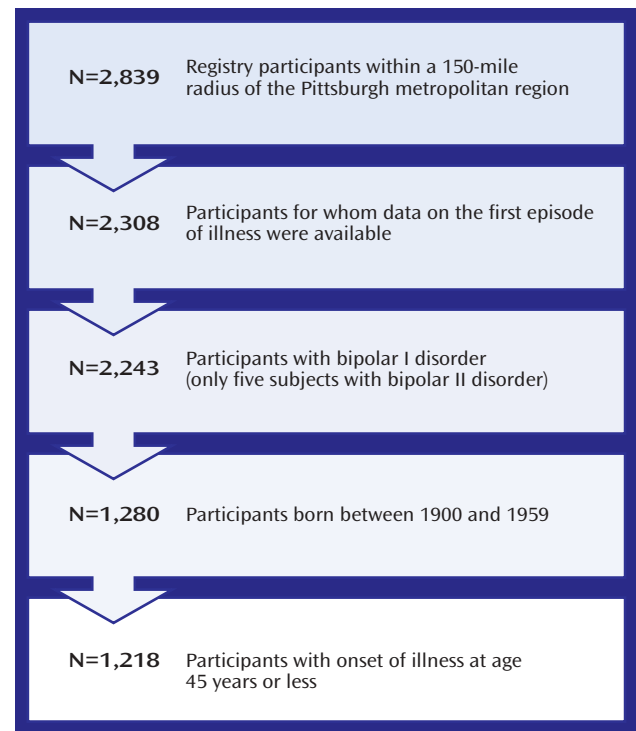 N=2,839 Registry participants within a 150-mile
radius of the Pittsburgh metropolitan region
N=2,308 Participants for whom data on the first episode
of illness were available
N=2,243 Participants with bipolar I disorder
(only five subjects with bipolar II disorder)
N=1,280 Participants born between 1900 and 1959
N=1,218 Participants with onset of illness at age
45 years or less